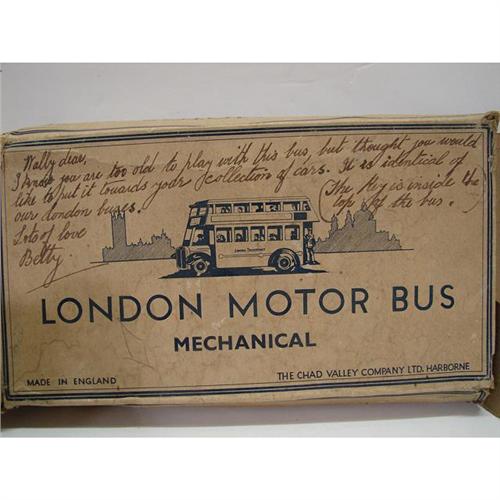 Wally dear,
I know you are too old to play with this bus, but thought you would
like to put it towards your collection of cars. It is identical of
our london buses.
(The Key is inside the
top of the bus.)
Lots of love
Betty.
LONDON MOTOR BUS
MECHANICAL
MADE IN ENGLAND
THE CHAD VALLEY COMPANY LTD. HARBORNE